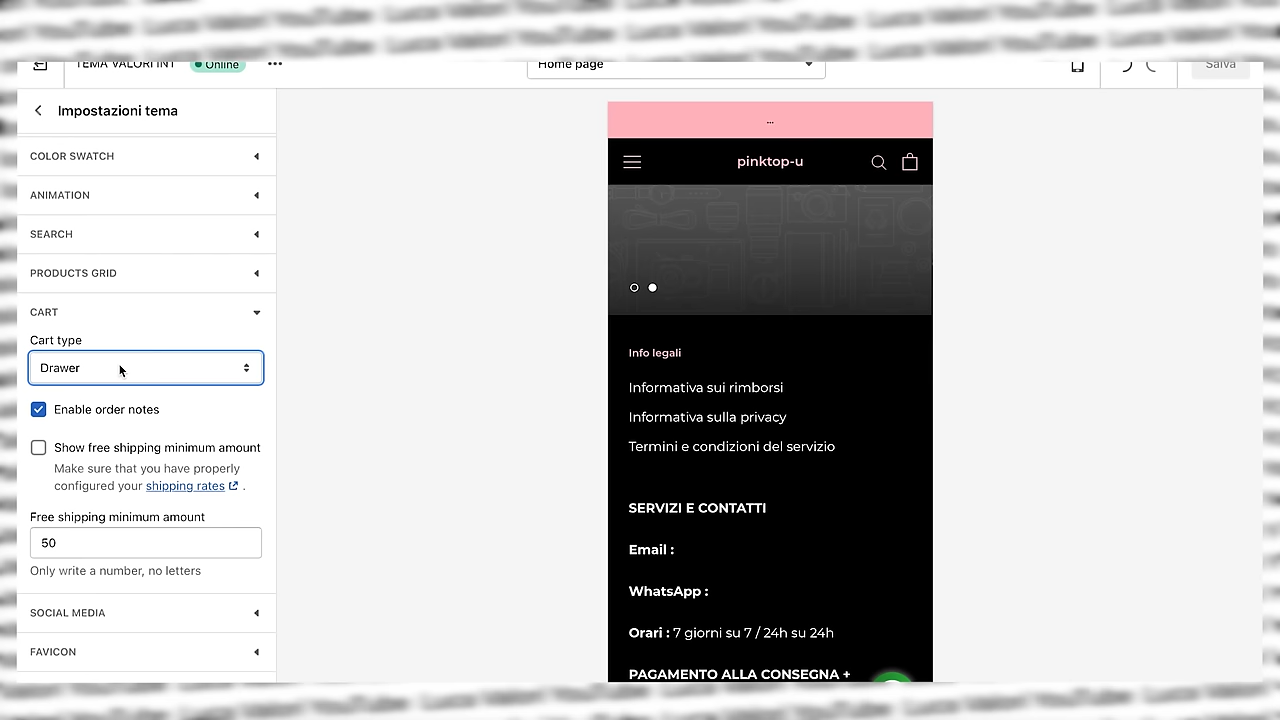 TEMA VALORI INT
Online
Home page
Salva
Impostazioni tema
COLOR SWATCH
ANIMATION
SEARCH
PRODUCTS GRID
CART
Cart type
Drawer
Enable order notes
Show free shipping minimum amount
Make sure that you have properly
configured your shipping rates .
Free shipping minimum amount
50
Only write a number, no letters
SOCIAL MEDIA
FAVICON
...
pinktop-u
Info legali
Informativa sui rimborsi
Informativa sulla privacy
Termini e condizioni del servizio
SERVIZI E CONTATTI
Email :
WhatsApp :
Orari : 7 giorni su 7 / 24h su 24h
PAGAMENTO ALLA CONSEGNA +